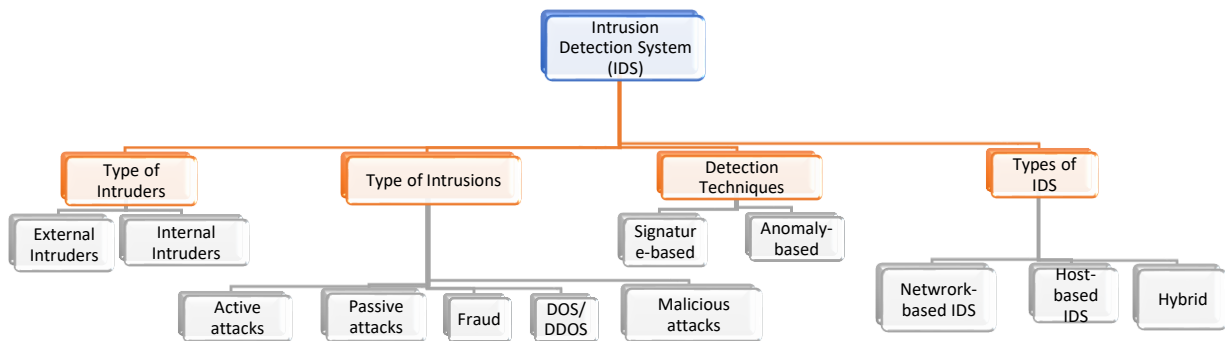 Intrusion
Detection System
(IDS)
Type of
Intruders
Type of Intrusions
Detection
Techniques
Types of
IDS
External
Intruders
Internal
Intruders
Signatur
e-based
Anomaly-
based
Active
attacks
Passive
attacks
Fraud
DOS/
DDOS
Malicious
attacks
Netwrork-
based IDS
Host-
based
IDS
Hybrid